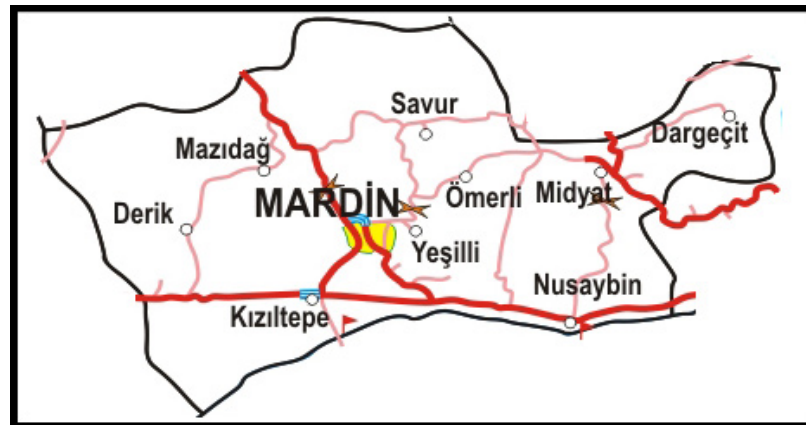 Savur
Dargeçit
Mazıdağ
MARDİN
Ömerli
Midyat
Derik
Yeşilli
Nusaybin
Kızıltepe